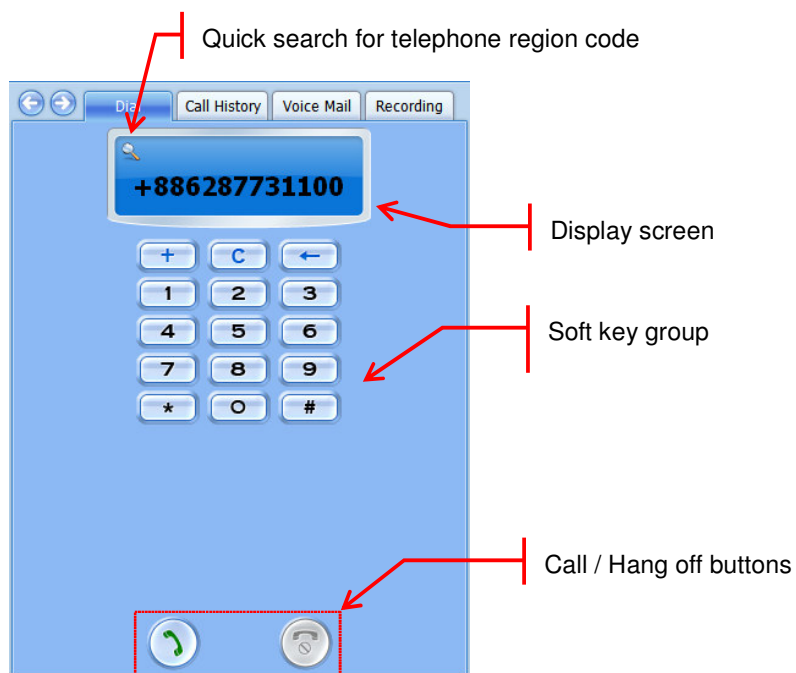 Quick search for telephone region code
Dial Call History Voice Mail Recording
+886287731100
Display screen
+ C ←
1 2 3
4 5 6
Soft key group
7 8 9
* 0 #
Call / Hang off buttons